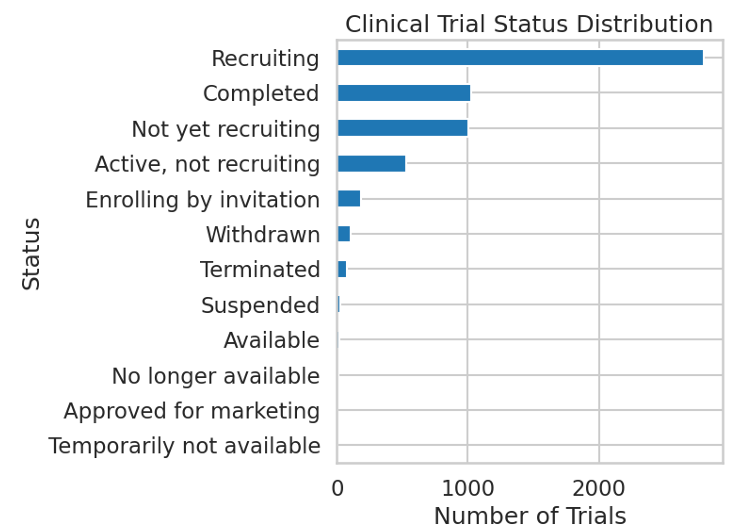 Clinical Trial Status Distribution
Recruiting
Completed
Not yet recruiting
Active, not recruiting
Enrolling by invitation
Withdrawn
Terminated
Suspended
Available
No longer available
Approved for marketing
Temporarily not available
Status
0 1000 2000
Number of Trials